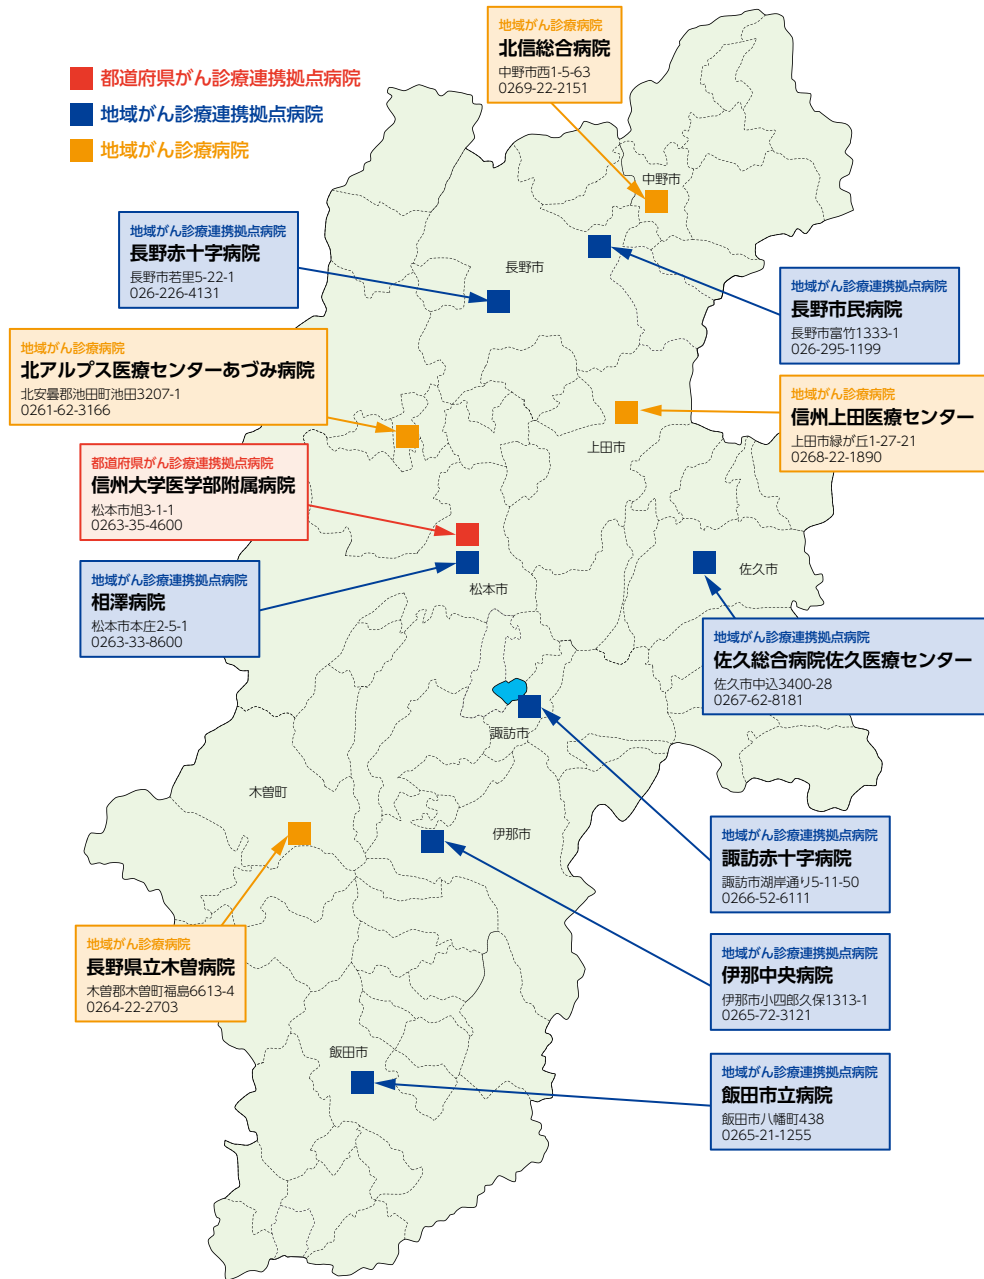 都道府県がん診療連携拠点病院
地域がん診療連携拠点病院
地域がん診療病院
地域がん診療病院
北信総合病院
中野市西1-5-63
0269-22-2151
中野市
地域がん診療連携拠点病院
長野赤十字病院
長野市若里5-22-1
026-226-4131
長野市
地域がん診療連携拠点病院
長野市民病院
長野市富竹1333-1
026-295-1199
地域がん診療病院
北アルプス医療センターあづみ病院
北安曇郡池田町池田3207-1
0261-62-3166
地域がん診療病院
信州上田医療センター
上田市緑が丘1-27-21
0268-22-1890
上田市
都道府県がん診療連携拠点病院
信州大学医学部附属病院
松本市旭3-1-1
0263-35-4600
地域がん診療連携拠点病院
相澤病院
松本市本庄2-5-1
0263-33-8600
松本市
佐久市
地域がん診療連携拠点病院
佐久総合病院佐久医療センター
佐久市中込3400-28
0267-62-8181
諏訪市
木曽町
伊那市
地域がん診療連携拠点病院
諏訪赤十字病院
諏訪市湖岸通り5-11-50
0266-52-6111
地域がん診療病院
長野県立木曽病院
木曽郡木曽町福島6613-4
0264-22-2703
地域がん診療連携拠点病院
伊那中央病院
伊那市小四郎久保1313-1
0265-72-3121
飯田市
地域がん診療連携拠点病院
飯田市立病院
飯田市八幡町438
0265-21-1255